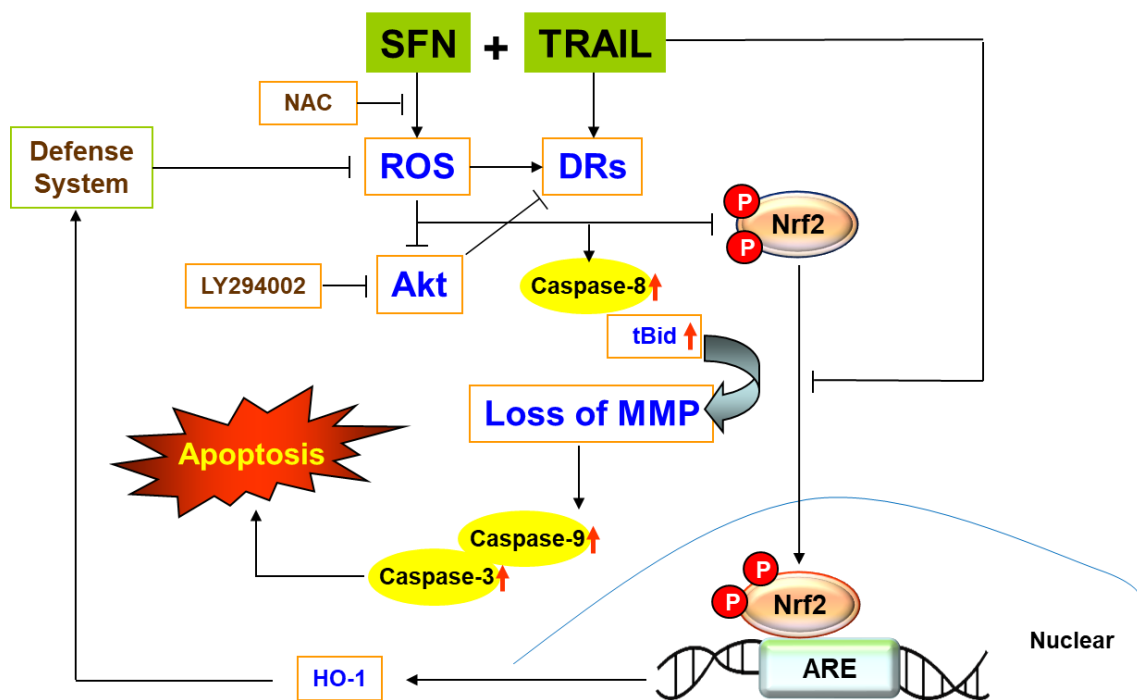 SFN + TRAIL
NAC
Defense
System
ROS
DRs
P
P
Nrf2
LY294002
Akt
Caspase-8
tBid
Loss of MMP
Apoptosis
Caspase-9
Caspase-3
P
P
Nrf2
Nuclear
ARE
HO-1